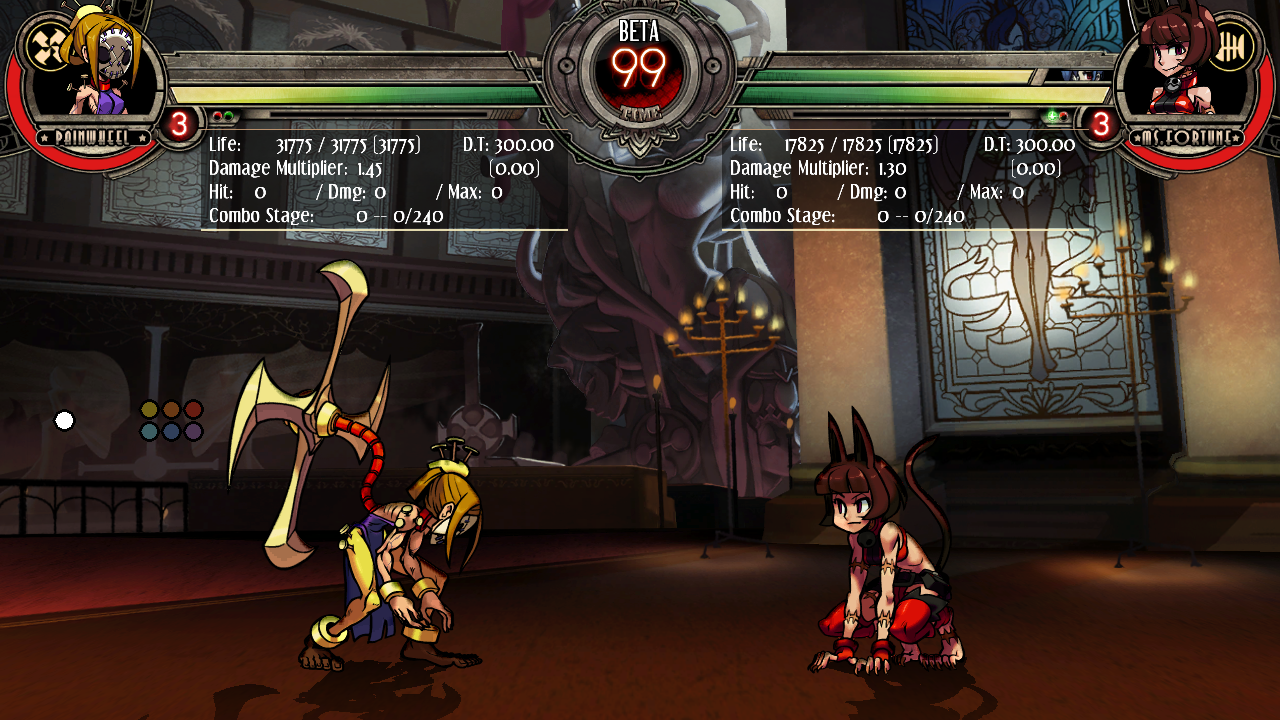 BETA
99
TIME
PAINWHEEL
3
MS. FORTUNE
3
Life: 31775 / 31775 (31775) D.T: 300.00
Damage Multiplier: 1.45 (0.00)
Hit: 0 / Dmg: 0 / Max: 0
Combo Stage: 0 -- 0/240
Life: 17825 / 17825 (17825) D.T: 300.00
Damage Multiplier: 1.30 (0.00)
Hit: 0 / Dmg: 0 / Max: 0
Combo Stage: 0 -- 0/240